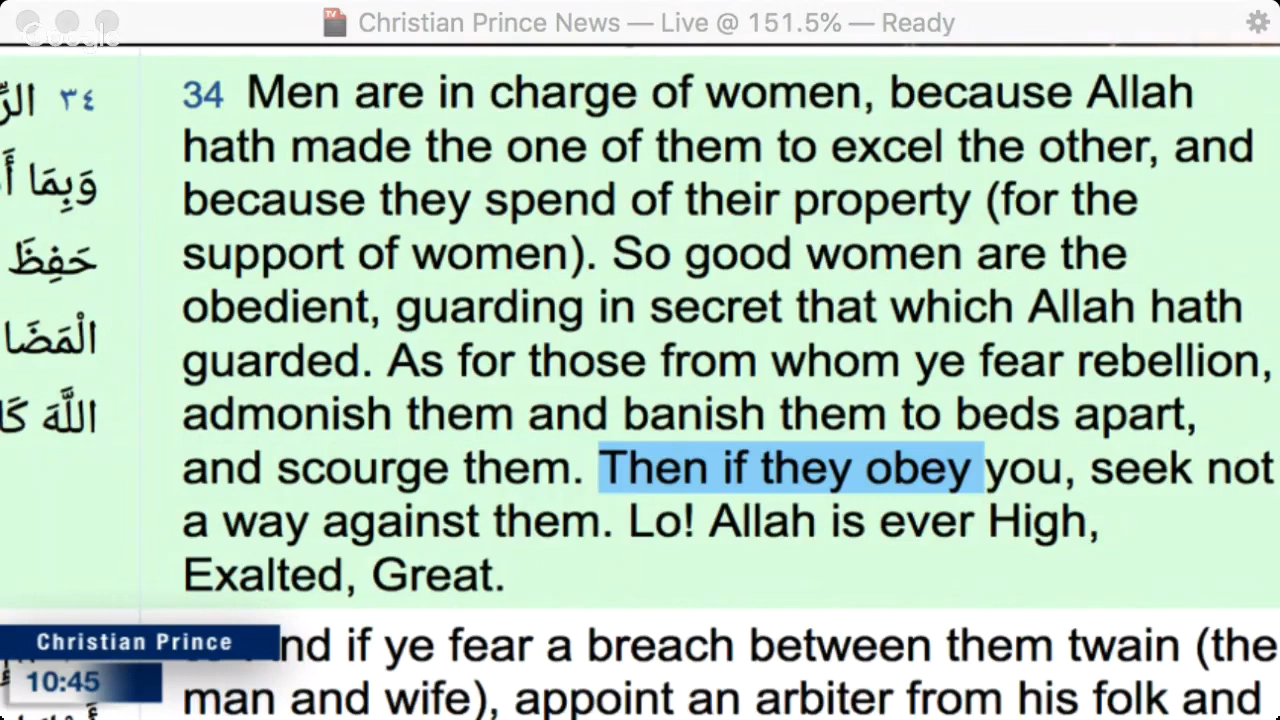 Christian Prince News — Live @ 151.5% — Ready
Google
TV
٣٤
وَبِمَا
حَفِظَ
اللَّهَ
34 Men are in charge of women, because Allah
hath made the one of them to excel the other, and
because they spend of their property (for the
support of women). So good women are the
obedient, guarding in secret that which Allah hath
guarded. As for those from whom ye fear rebellion,
admonish them and banish them to beds apart,
and scourge them. Then if they obey you, seek not
a way against them. Lo! Allah is ever High,
Exalted, Great.
if ye fear a breach between them twain (the
man and wife), appoint an arbiter from his folk and
Christian Prince
10:45